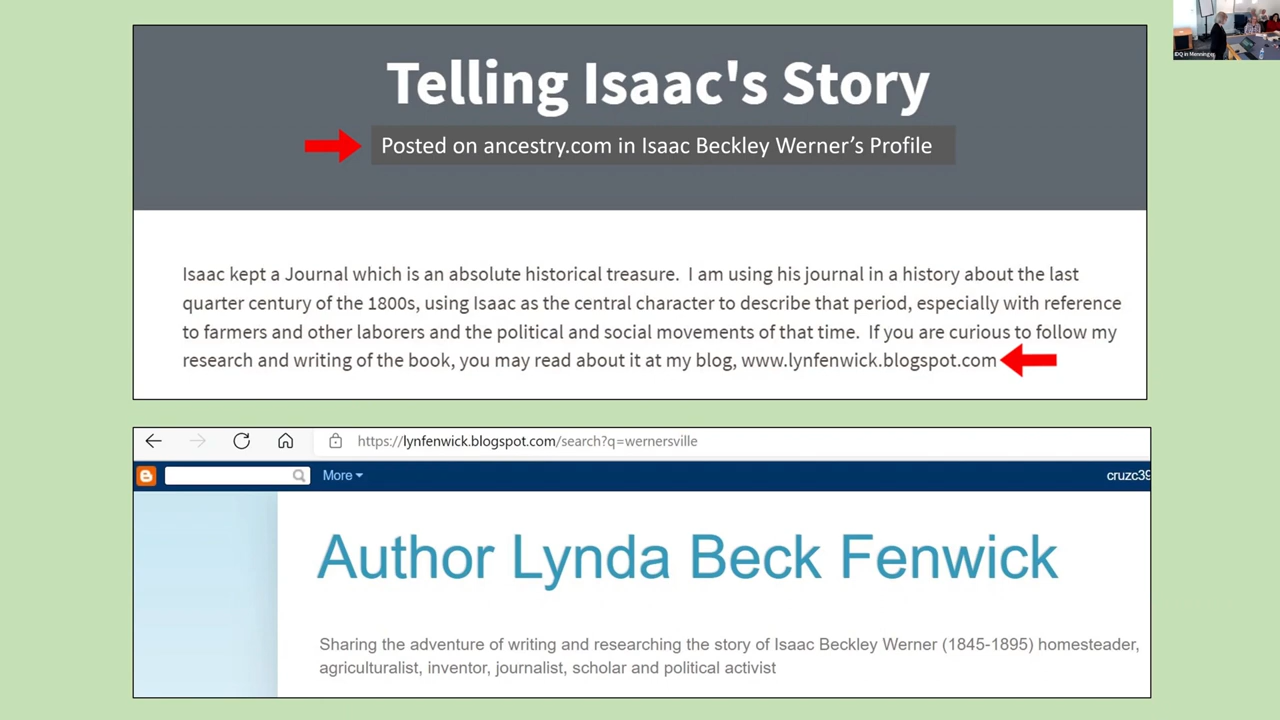 Telling Isaac's Story
Posted on ancestry.com in Isaac Beckley Werner’s Profile
Isaac kept a Journal which is an absolute historical treasure. I am using his journal in a history about the last
quarter century of the 1800s, using Isaac as the central character to describe that period, especially with reference
to farmers and other laborers and the political and social movements of that time. If you are curious to follow my
research and writing of the book, you may read about it at my blog, www.lynfenwick.blogspot.com
https://lynfenwick.blogspot.com/search?q=wernersville
More
cruzc39
Author Lynda Beck Fenwick
Sharing the adventure of writing and researching the story of Isaac Beckley Werner (1845-1895) homesteader,
agriculturalist, inventor, journalist, scholar and political activist